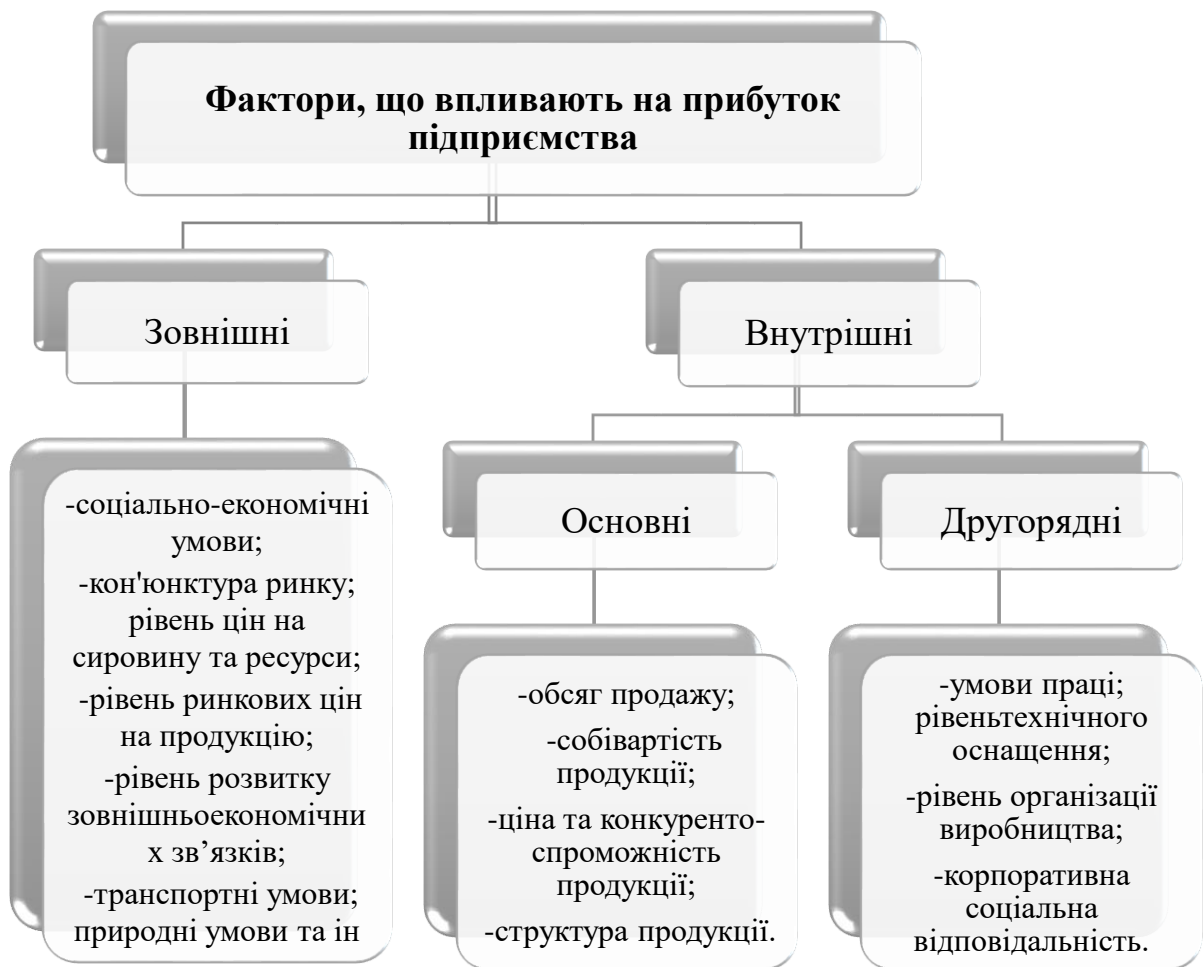 Фактори, що впливають на прибуток
підприємства
Зовнішні
Внутрішні
-соціально-економічні
умови;
-кон'юнктура ринку;
рівень цін на
сировину та ресурси;
-рівень ринкових цін
на продукцію;
-рівень розвитку
зовнішньоекономічни
х зв’язків;
-транспортні умови;
природні умови та ін
Основні
-обсяг продажу;
-собівартість
продукції;
-ціна та конкуренто-
спроможність
продукції;
-структура продукції.
Другорядні
-умови праці;
рівеньтехнічного
оснащення;
-рівень організації
виробництва;
-корпоративна
соціальна
відповідальність.